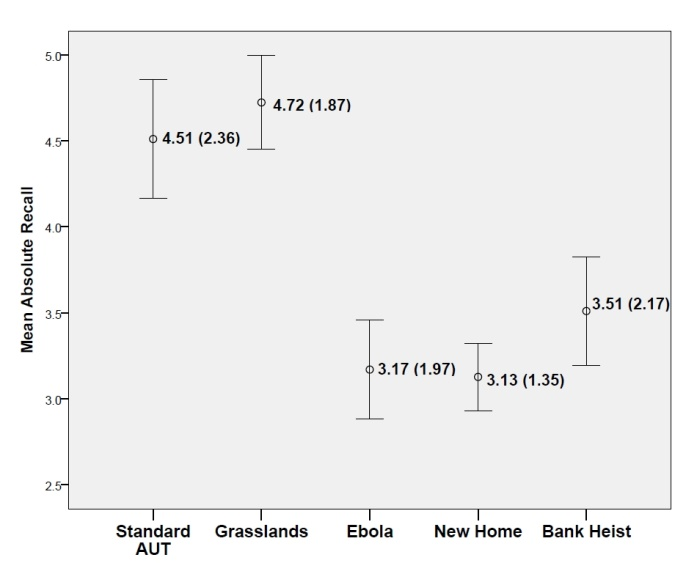 5.0
4.5
4.0
3.5
3.0
2.5
Mean Absolute Recall
4.51 (2.36)
4.72 (1.87)
3.17 (1.97)
3.13 (1.35)
3.51 (2.17)
Standard
AUT
Grasslands
Ebola
New Home
Bank Heist